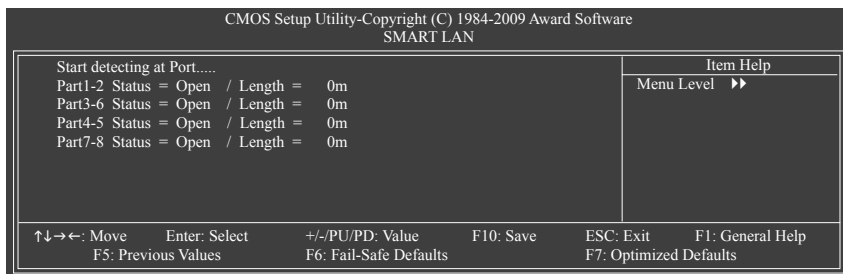 CMOS Setup Utility-Copyright (C) 1984-2009 Award Software
SMART LAN
Start detecting at Port.....
Part1-2 Status = Open / Length = 0m
Part3-6 Status = Open / Length = 0m
Part4-5 Status = Open / Length = 0m
Part7-8 Status = Open / Length = 0m
Item Help
Menu Level ▶▶
↑↓→←: Move Enter: Select +/-/PU/PD: Value F10: Save ESC: Exit F1: General Help
F5: Previous Values F6: Fail-Safe Defaults F7: Optimized Defaults